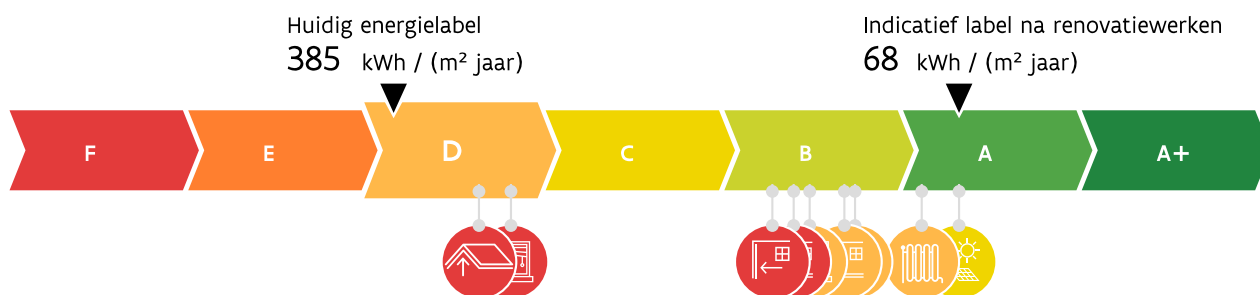 Huidig energielabel
385 kWh / (m² jaar)
Indicatief label na renovatiewerken
68 kWh / (m² jaar)
F
E
D
C
B
A
A+